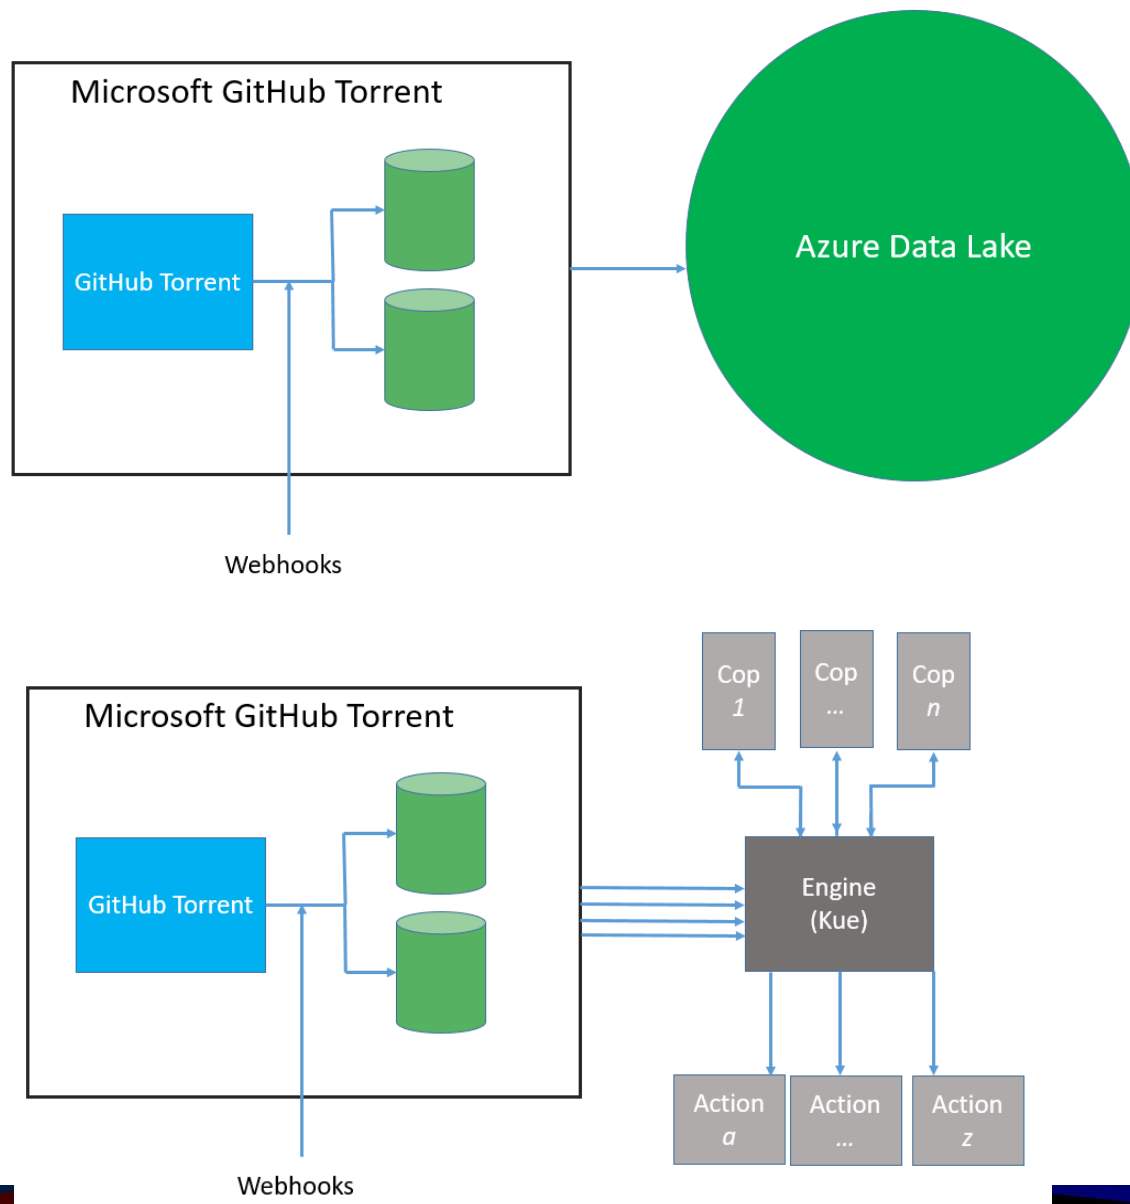 Microsoft GitHub Torrent
GitHub Torrent
Azure Data Lake
Webhooks
Cop
1
Cop
...
Cop
n
Microsoft GitHub Torrent
GitHub Torrent
Engine
(Kue)
Action
a
Action
...
Action
z
Webhooks